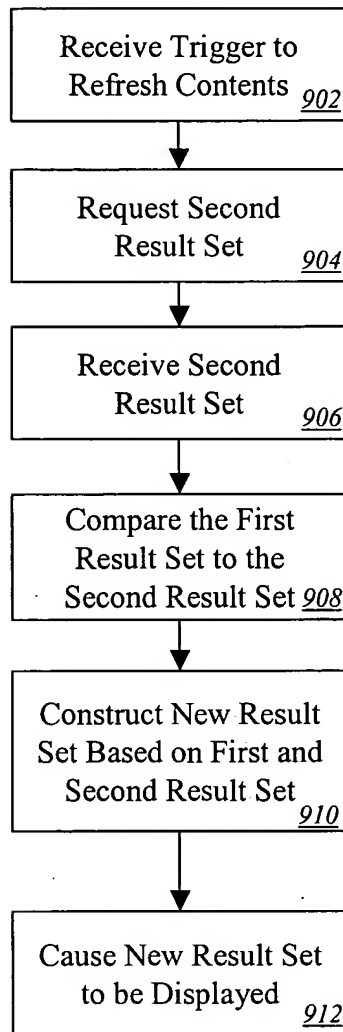 Receive Trigger to
Refresh Contents
902
Request Second
Result Set
904
Receive Second
Result Set
906
Compare the First
Result Set to the
Second Result Set 908
Construct New Result
Set Based on First and
Second Result Set
910
Cause New Result Set
to be Displayed
912